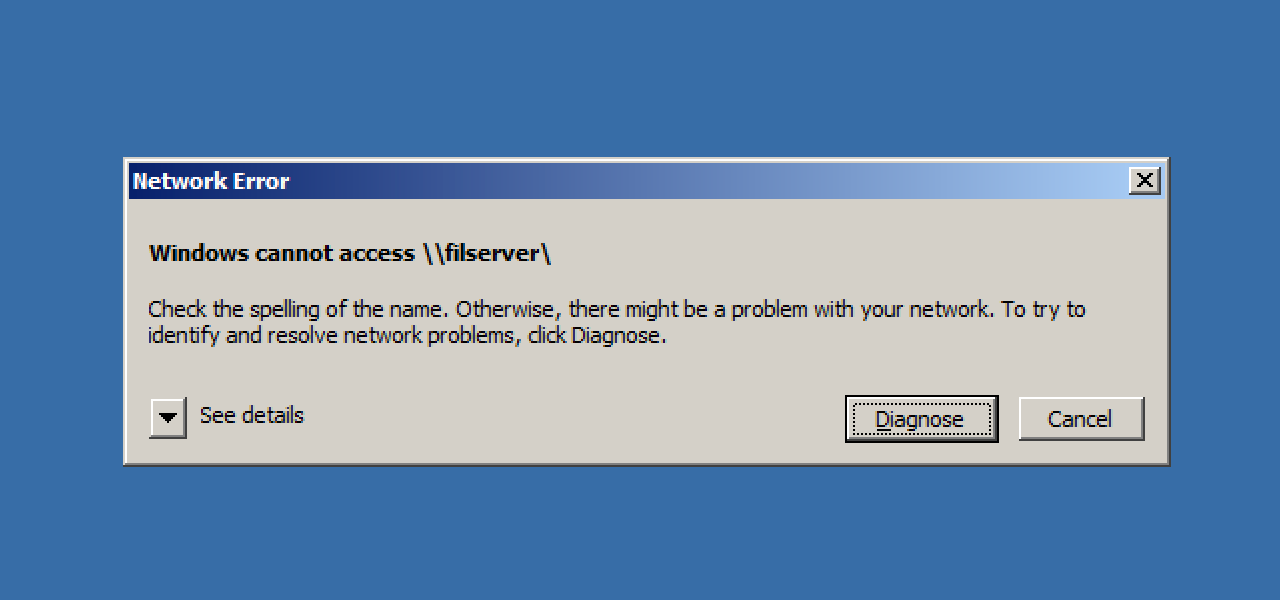 Network Error
Windows cannot access \\filserver\
Check the spelling of the name. Otherwise, there might be a problem with your network. To try to
identify and resolve network problems, click Diagnose.
See details
Diagnose
Cancel